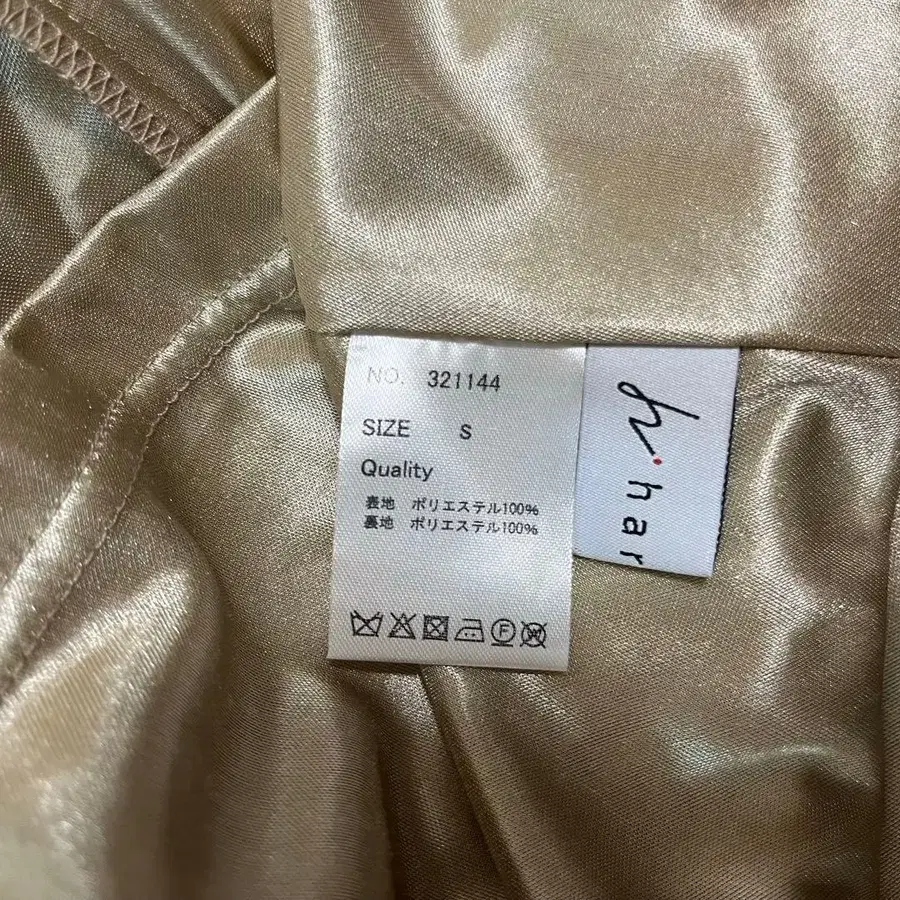 NO. 321144
SIZE S
Quality
表地 ポリエステル100%
裏地 ポリエステル100%
F
W
h
har